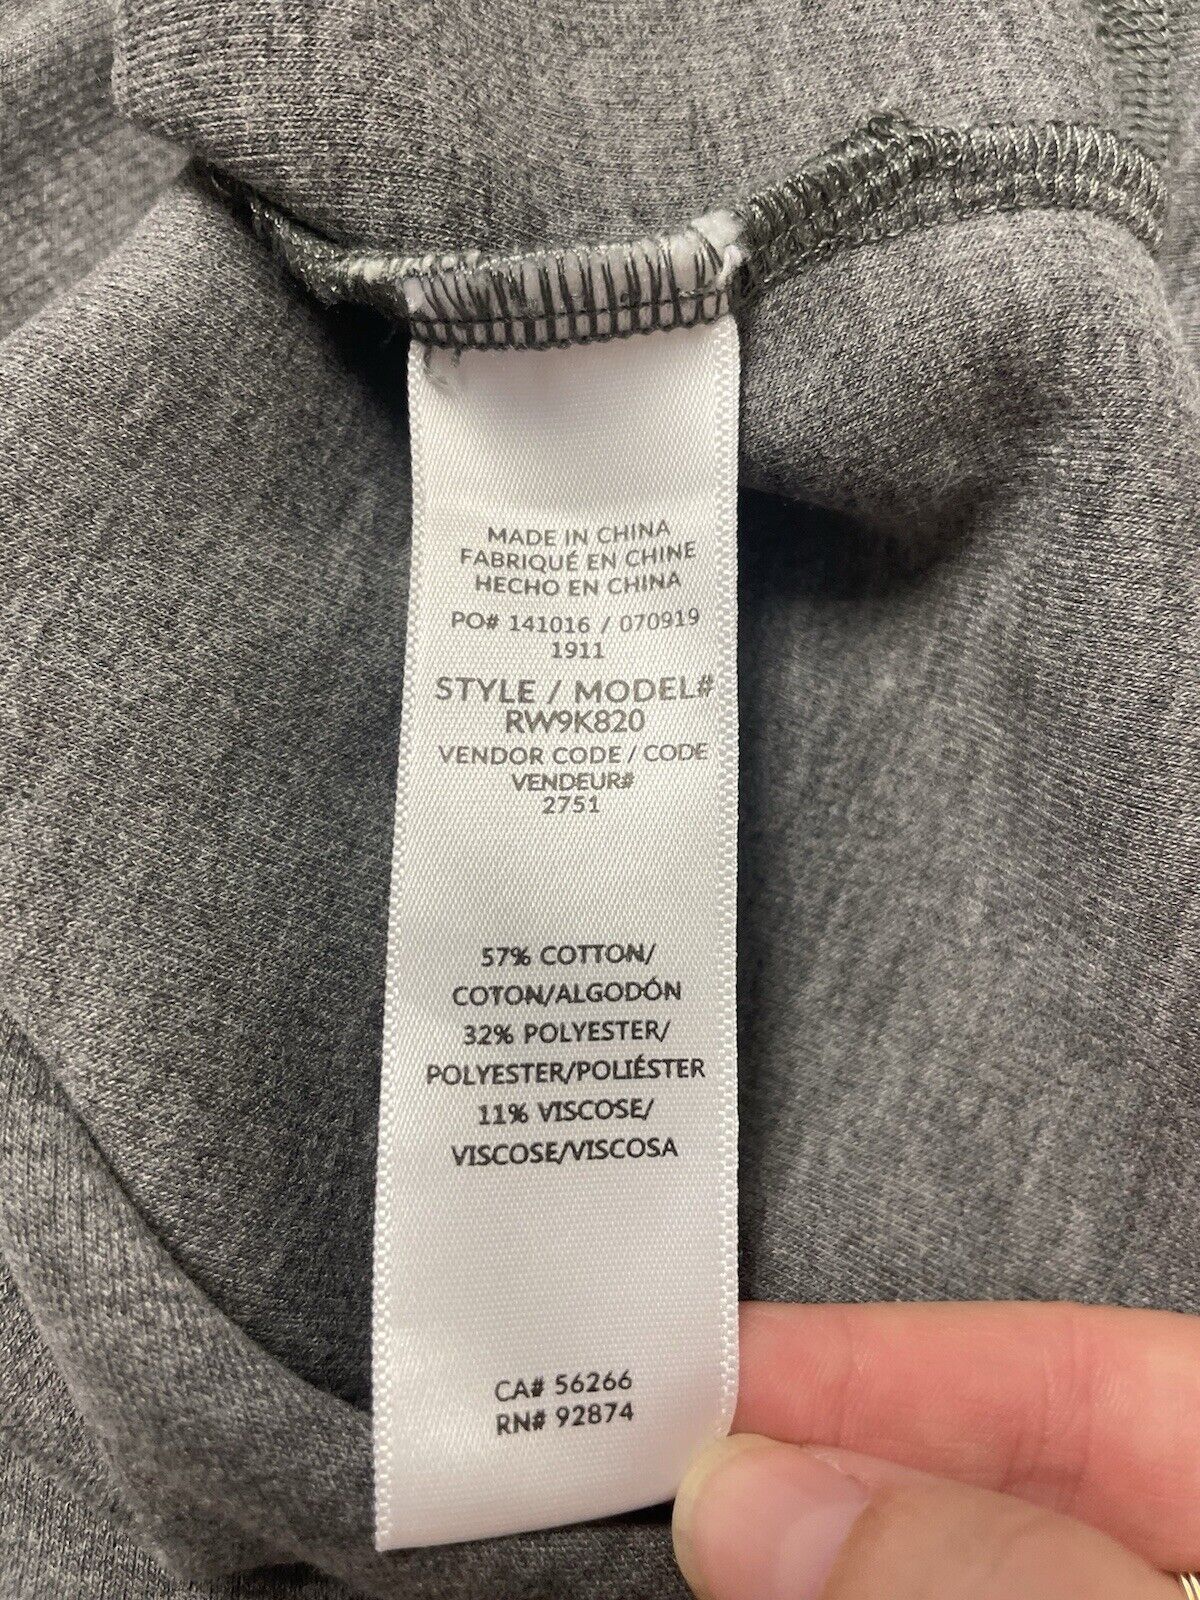 MADE IN CHINA
FABRIQUÉ EN CHINE
HECHO EN CHINA
PO# 141016 / 070919
1911
STYLE / MODEL#
RW9K820
VENDOR CODE / CODE
VENDEUR#
2751
57% COTTON/
COTON/ALGODÓN
32% POLYESTER/
POLYESTER/POLIÉSTER
11% VISCOSE/
VISCOSE/VISCOSA
CA# 56266
RN# 92874